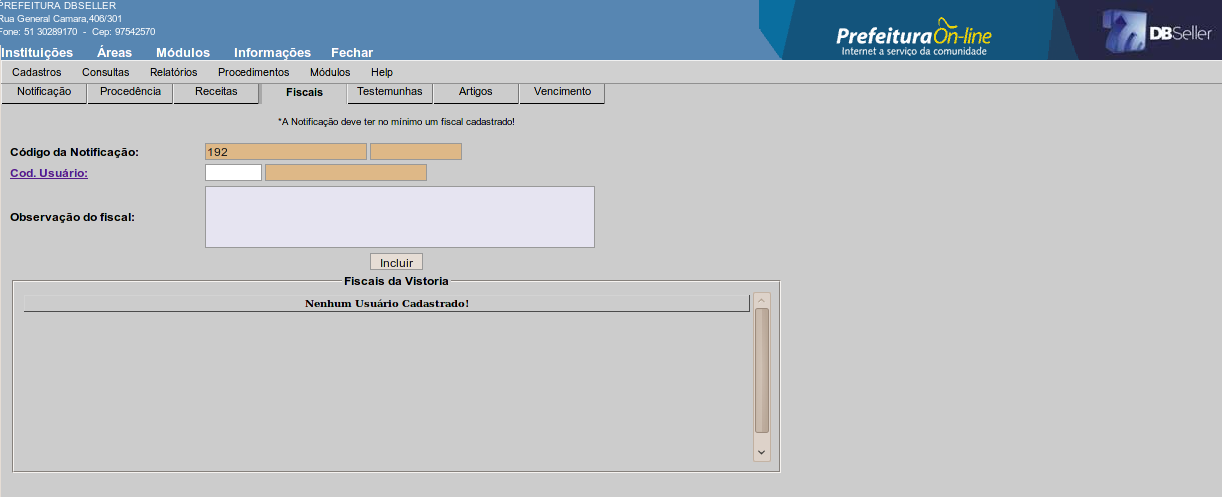 PREFEITURA DBSELLER
Rua General Camara,406/301
Fone: 51 30289170 - Cep: 97542570
Instituições Áreas Módulos Informações Fechar
Prefeitura On-line
Internet a serviço da comunidade
DBSeller
Cadastros Consultas Relatórios Procedimentos Módulos Help
Notificação Procedência Receitas Fiscais Testemunhas Artigos Vencimento
*A Notificação deve ter no mínimo um fiscal cadastrado!
Código da Notificação: 192
Cod. Usuário:
Observação do fiscal:
Incluir
Fiscais da Vistoria
Nenhum Usuário Cadastrado!